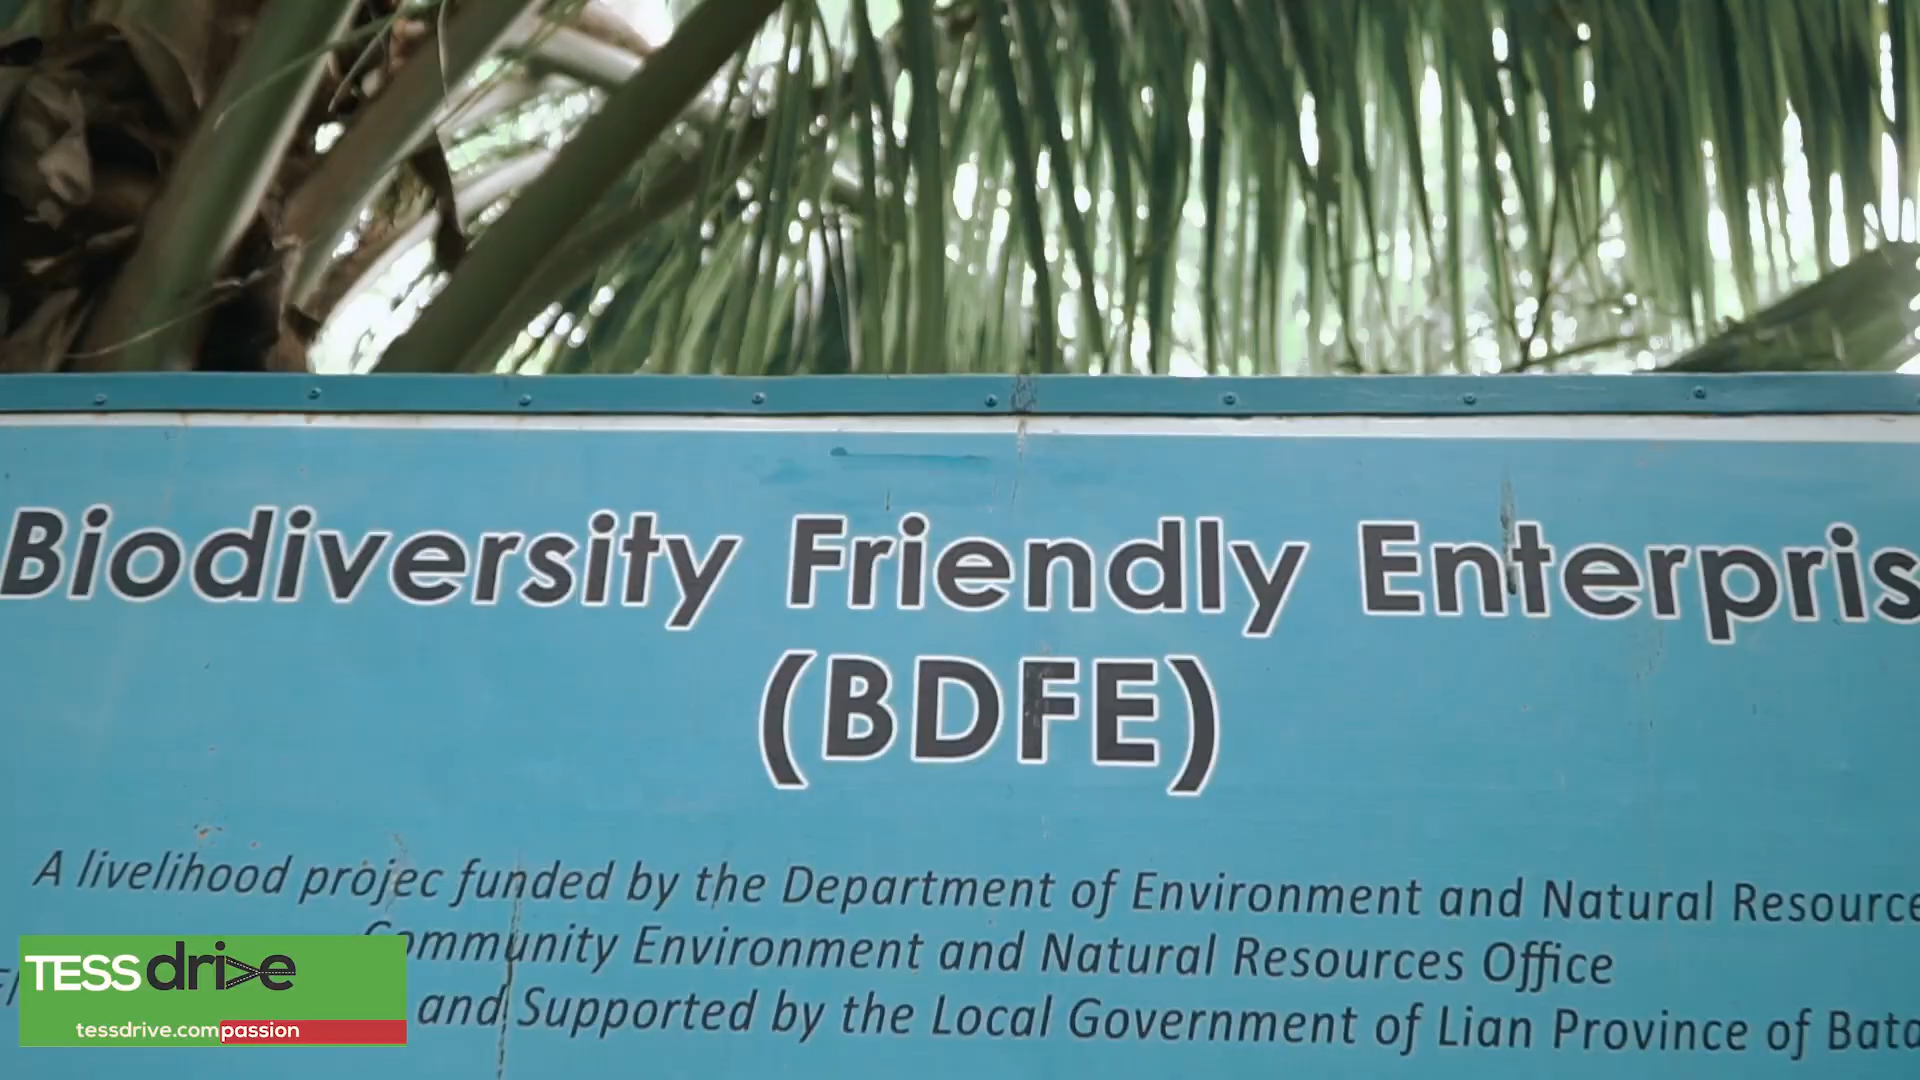 Biodiversity Friendly Enterpris
(BDFE)
A livelihood projec funded by the Department of Environment and Natural Resource
Community Environment and Natural Resources Office
and Supported by the Local Government of Lian Province of Bata
TESSdrive
tessdrive.compassion